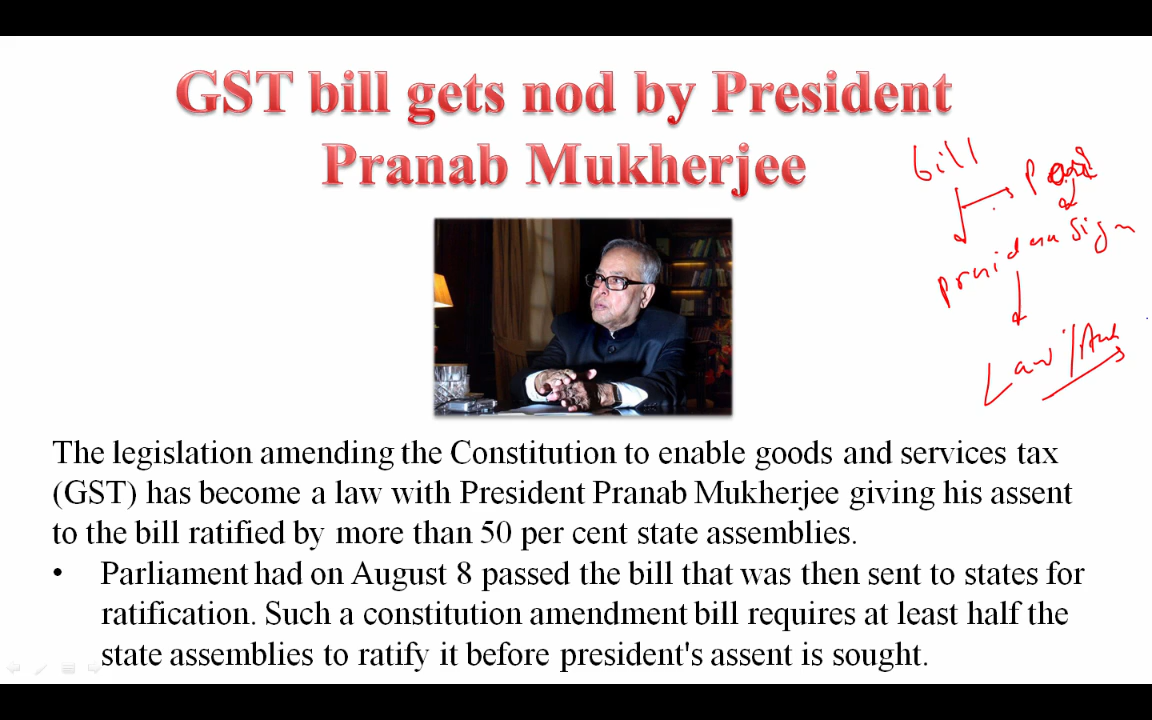 GST bill gets nod by President
Pranab Mukherjee
bill
president sign
Law /
The legislation amending the Constitution to enable goods and services tax
(GST) has become a law with President Pranab Mukherjee giving his assent
to the bill ratified by more than 50 per cent state assemblies.
• Parliament had on August 8 passed the bill that was then sent to states for
ratification. Such a constitution amendment bill requires at least half the
state assemblies to ratify it before president's assent is sought.